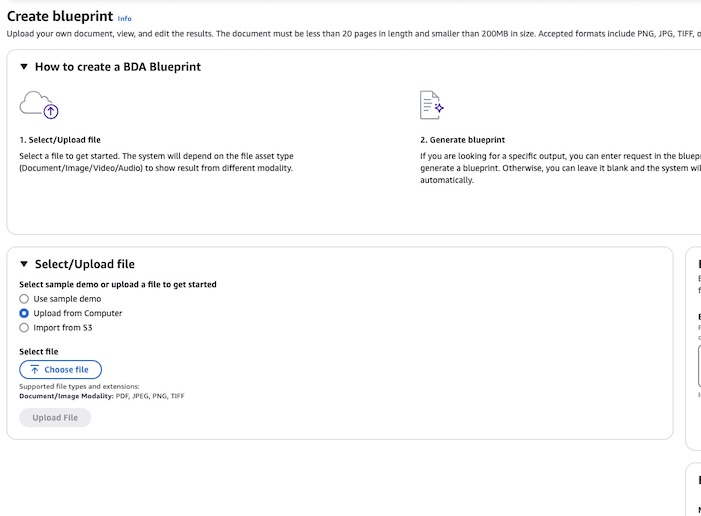 Create blueprint Info
Upload your own document, view, and edit the results. The document must be less than 20 pages in length and smaller than 200MB in size. Accepted formats include PNG, JPG, TIFF,
How to create a BDA Blueprint
1. Select/Upload file
Select a file to get started. The system will depend on the file asset type
(Document/Image/Video/Audio) to show result from different modality.
2. Generate blueprint
If you are looking for a specific output, you can enter request in the bluep
generate a blueprint. Otherwise, you can leave it blank and the system wil
automatically.
Select/Upload file
Select sample demo or upload a file to get started
Use sample demo
Upload from Computer
Import from S3
Select file
Choose file
Supported file types and extensions:
Document/Image Modality: PDF, JPEG, PNG, TIFF
Upload File